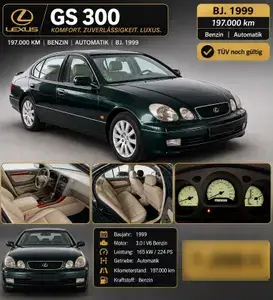 LEXUS
GS 300
KOMFORT. ZUVERLÄSSIGKEIT. LUXUS.
197.000 KM | BENZIN | AUTOMATIK | BJ. 1999
BJ. 1999
197.000 km
Benzin | Automatik
TÜV noch gültig
Baujahr: 1999
Motor: 3.0 l V6 Benzin
Leistung: 165 kW / 224 PS
Getriebe: Automatik
Kilometerstand: 197.000 km
Kraftstoff: Benzin